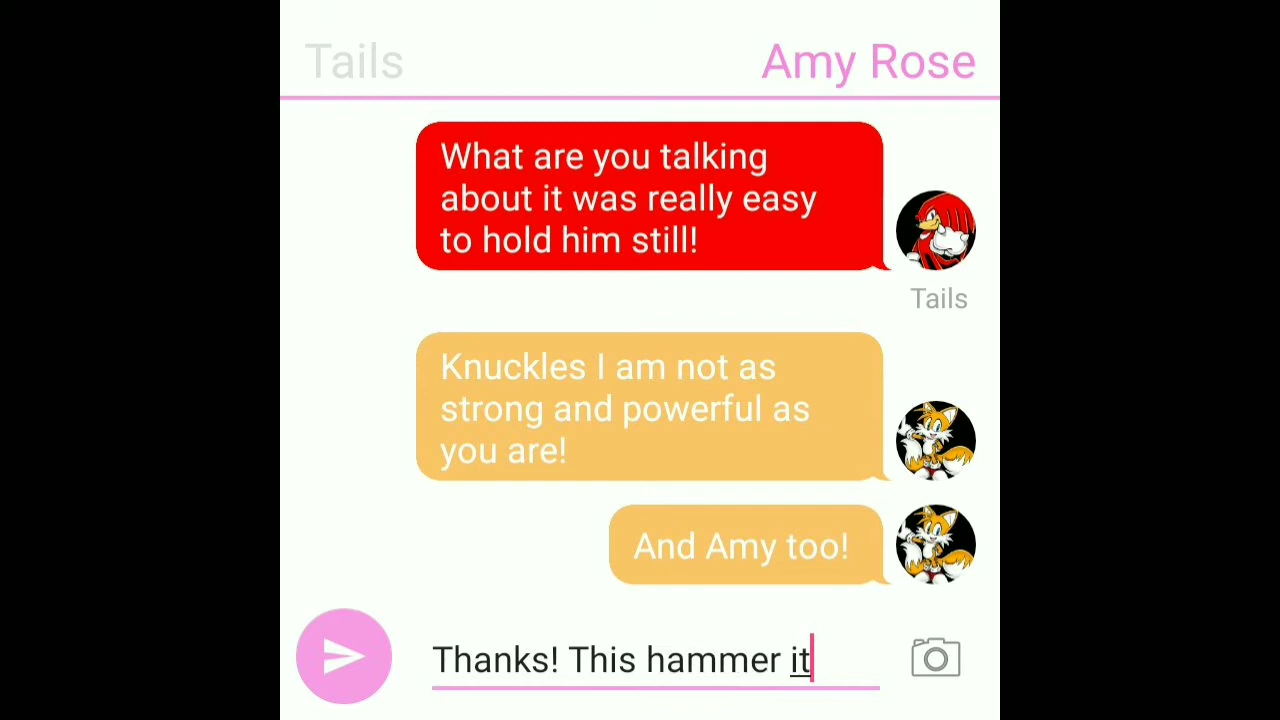 Tails Amy Rose
What are you talking
about it was really easy
to hold him still!
Tails
Knuckles I am not as
strong and powerful as
you are!
And Amy too!
Thanks! This hammer it